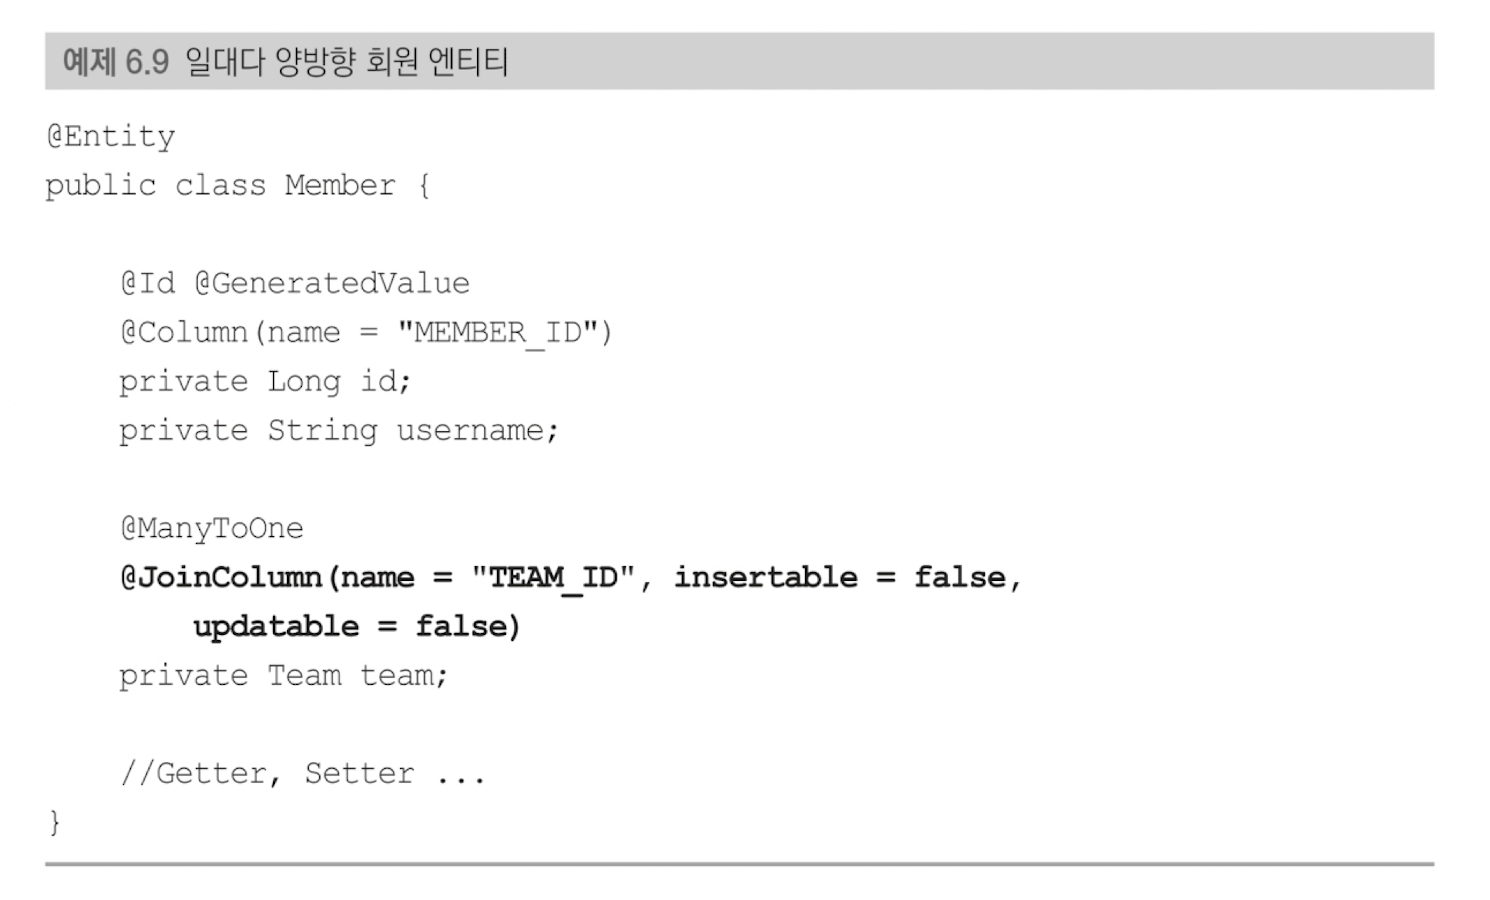 예제 6.9 일대다 양방향 회원 엔티티
@Entity
public class Member {
@Id @GeneratedValue
@Column(name = "MEMBER_ID")
private Long id;
private String username;
@ManyToOne
@JoinColumn(name = "TEAM_ID", insertable = false,
updatable = false)
private Team team;
//Getter, Setter ...
}